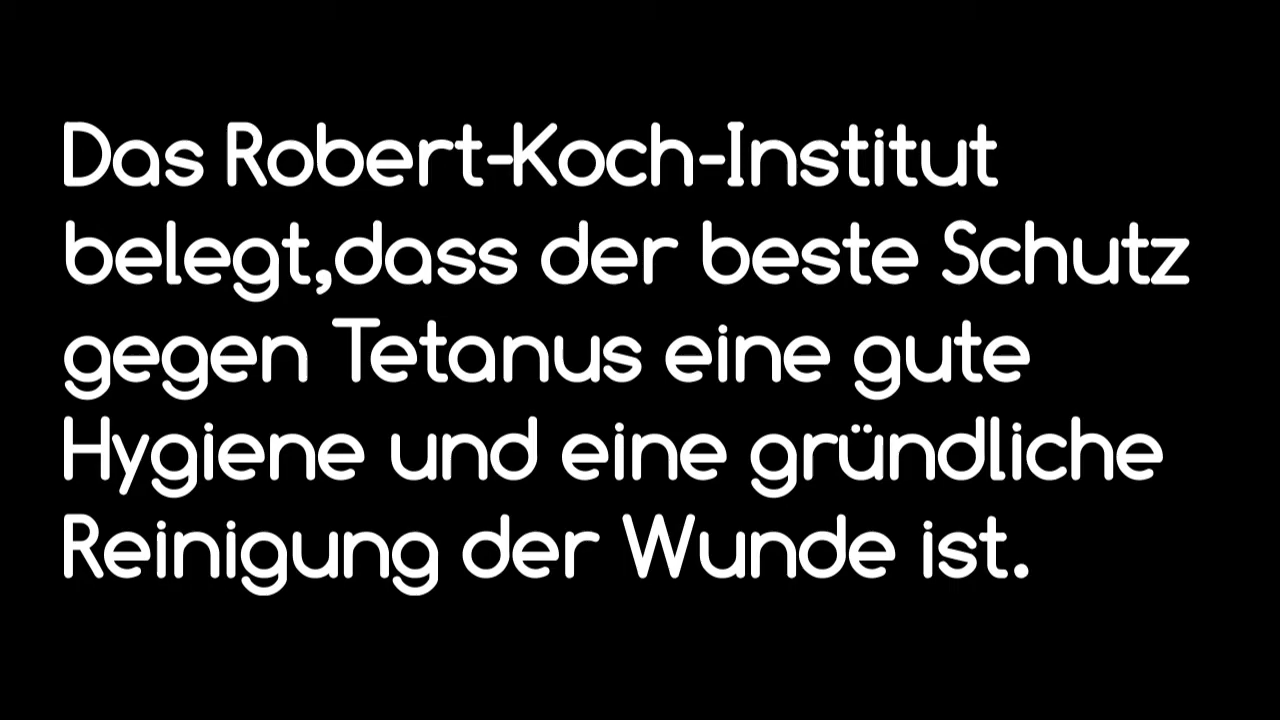 Das Robert-Koch-Institut
belegt,dass der beste Schutz
gegen Tetanus eine gute
Hygiene und eine gründliche
Reinigung der Wunde ist.